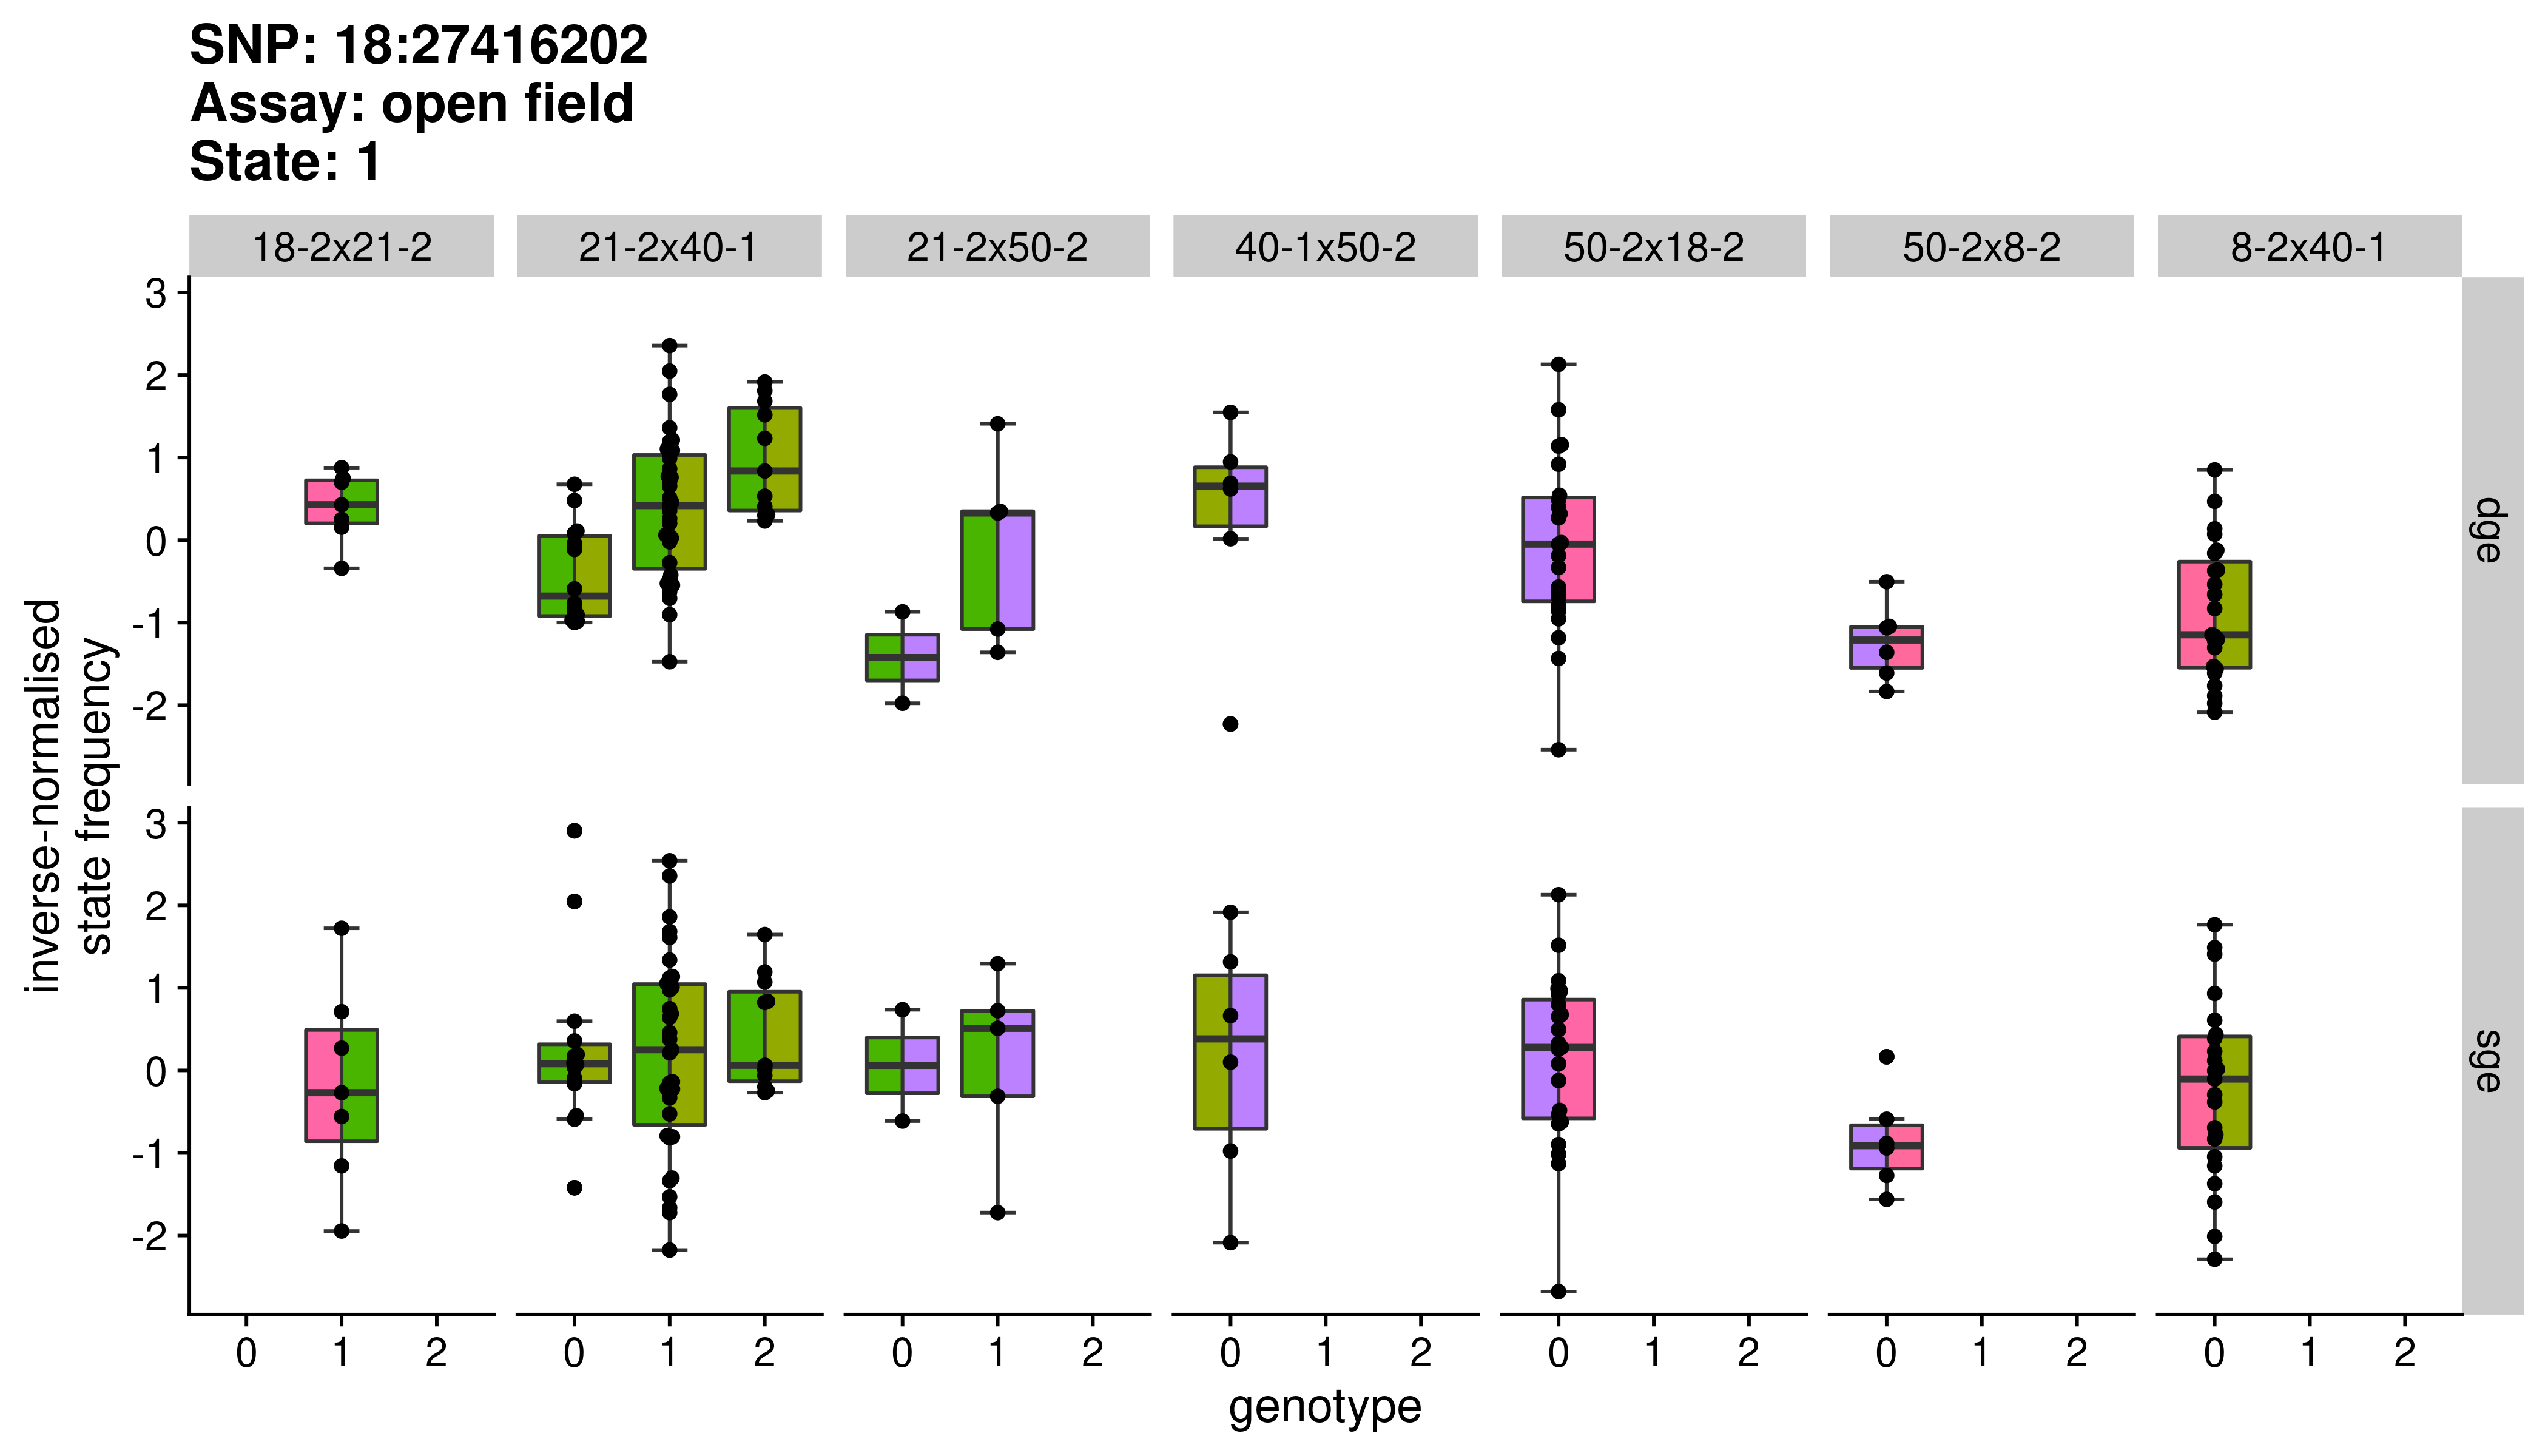 SNP: 18:27416202
Assay: open field
State: 1
18-2x21-2 21-2x40-1 21-2x50-2 40-1x50-2 50-2x18-2 50-2x8-2 8-2x40-1
3
2
1
0
-1
-2
dge
inverse-normalised
state frequency
3
2
1
0
-1
-2
sge
0 1 2 0 1 2 0 1 2 0 1 2 0 1 2 0 1 2 0 1 2
genotype